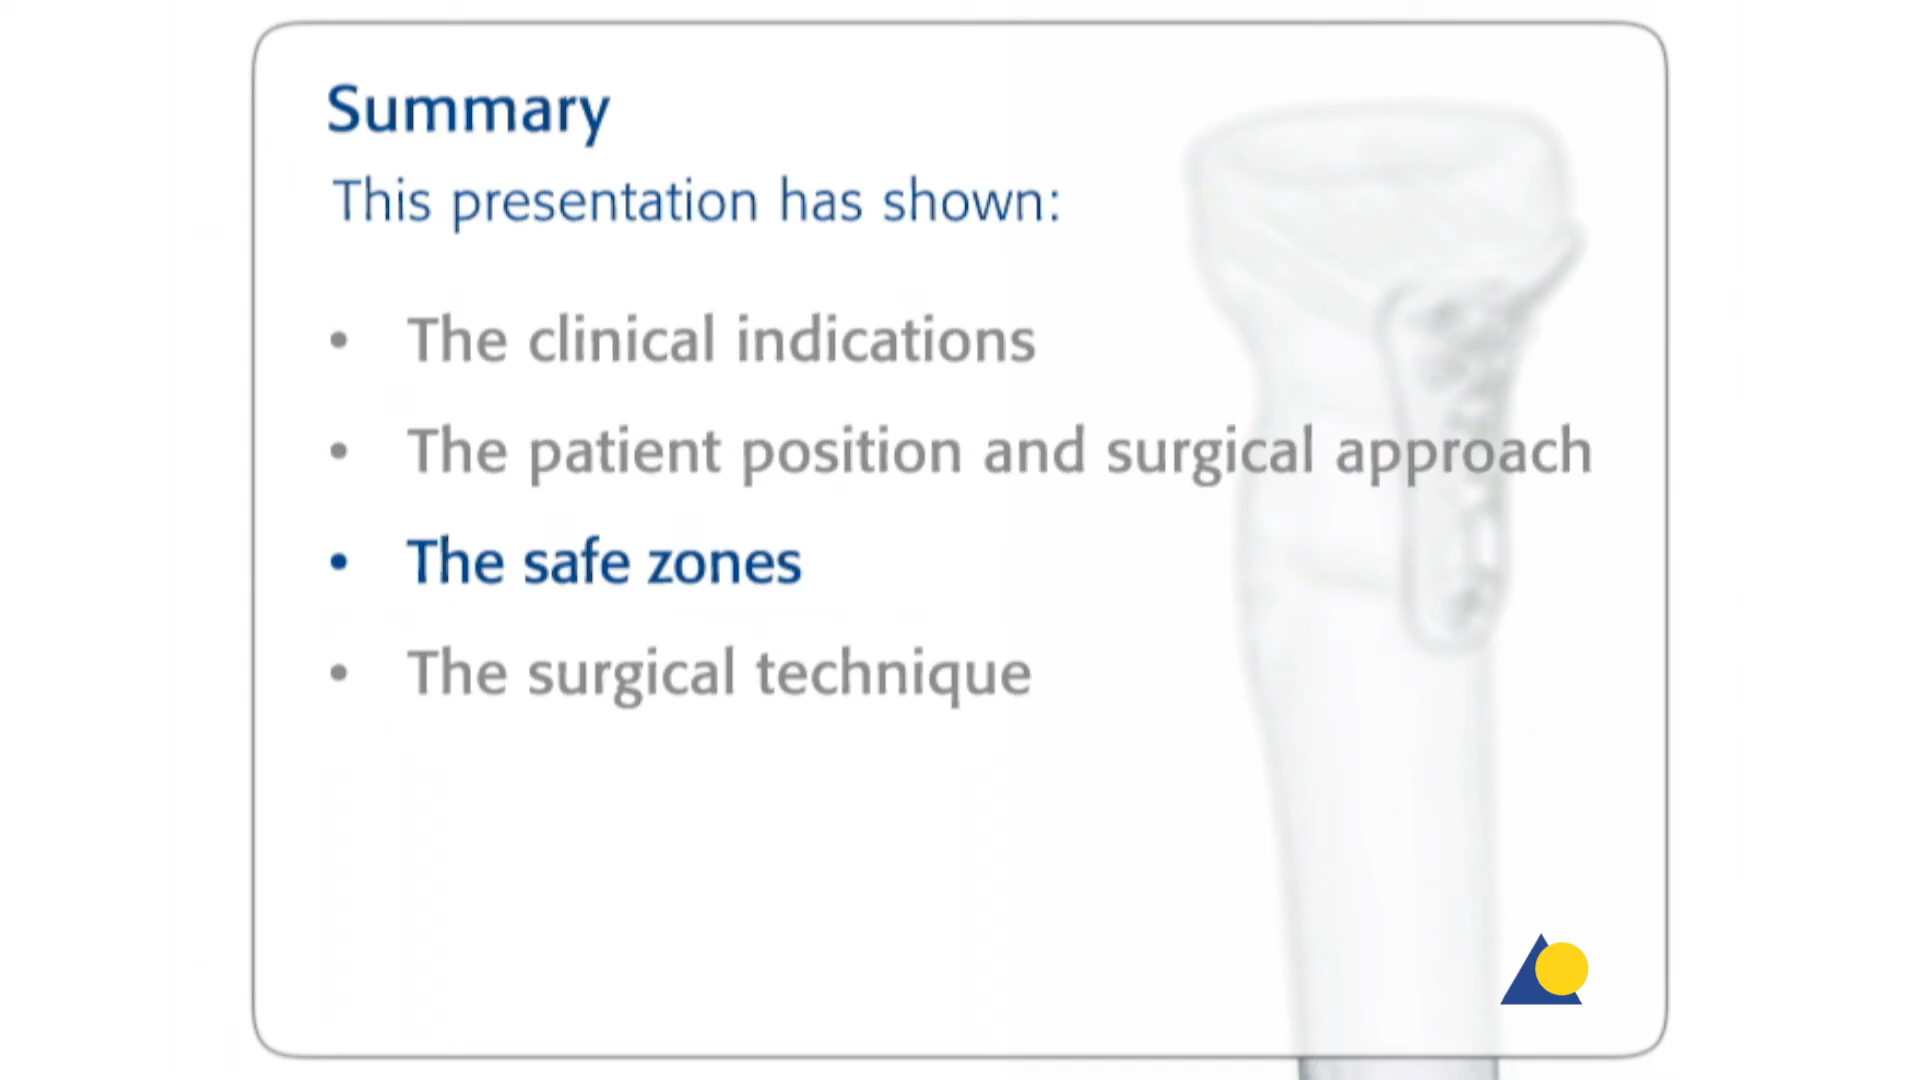 Summary
This presentation has shown:
• The clinical indications
• The patient position and surgical approach
• The safe zones
• The surgical technique